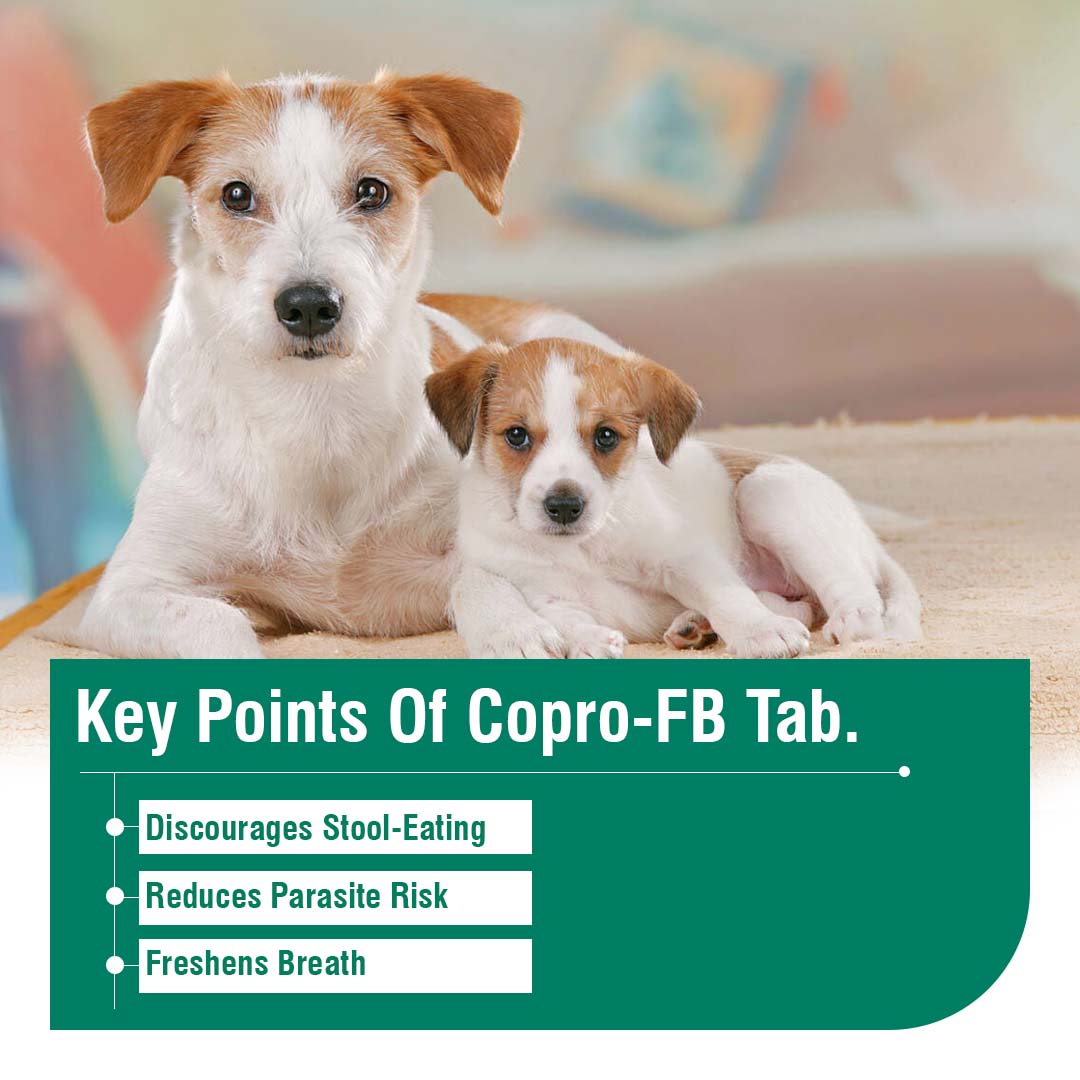 Key Points Of Copro-FB Tab.
Discourages Stool-Eating
Reduces Parasite Risk
Freshens Breath